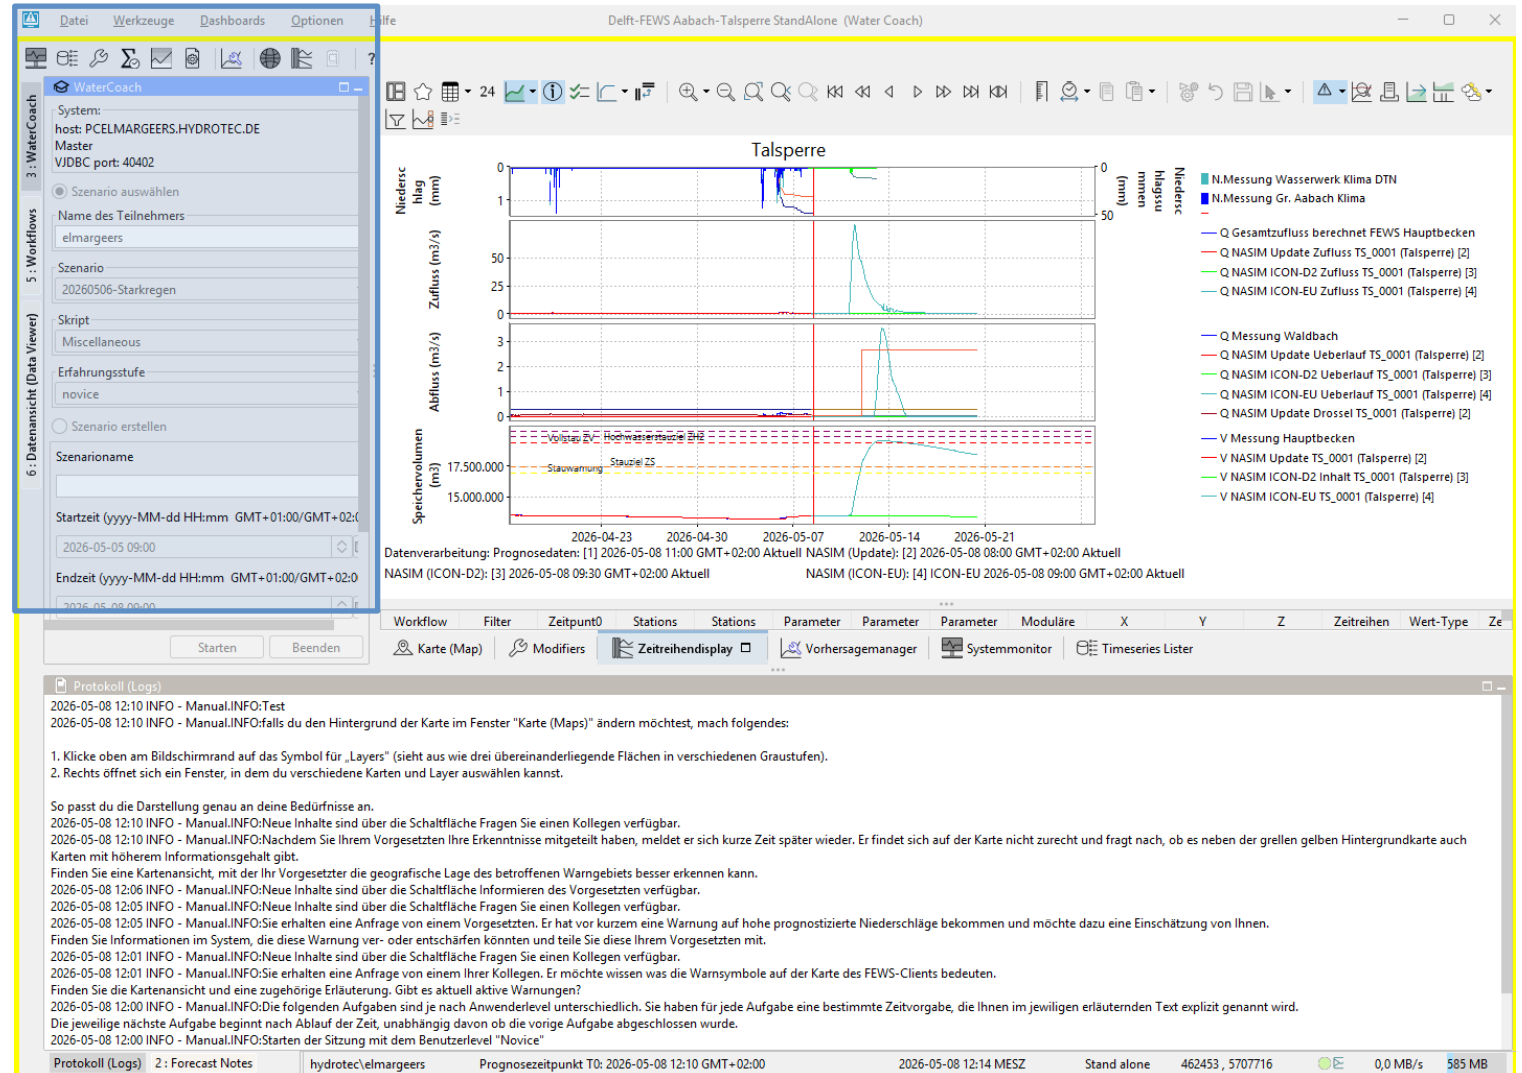 Datei Werkzeuge Dashboards Optionen Hilfe Delft-FEWS Aabach-Talsperre StandAlone (Water Coach)
?
WaterCoach
3 : WaterCoach
5 : Workflows
6 : Datenansicht (Data Viewer)
System:
host: PCELMARGEERS.HYDROTEC.DE
Master
VJDBC port: 40402
Szenario auswählen
Name des Teilnehmers
elmargeers
Szenario
20260506-Starkregen
Skript
Miscellaneous
Erfahrungsstufe
novice
Szenario erstellen
Szenarioname
Startzeit (yyyy-MM-dd HH:mm GMT+01:00/GMT+02:0
2026-05-05 09:00
Endzeit (yyyy-MM-dd HH:mm GMT+01:00/GMT+02:0
2026-05-08 09:00
Starten Beenden
24
Talsperre
Niedersc
hlag
(mm)
0
1
0
50
Niedersc
hlagssu
mmen
(mm)
N.Messung Wasserwerk Klima DTN
N.Messung Gr. Aabach Klima
Zufluss (m3/s)
50
25
0
Q Gesamtzufluss berechnet FEWS Hauptbecken
Q NASIM Update Zufluss TS_0001 (Talsperre) [2]
Q NASIM ICON-D2 Zufluss TS_0001 (Talsperre) [3]
Q NASIM ICON-EU Zufluss TS_0001 (Talsperre) [4]
Abfluss (m3/s)
3
2
1
0
Q Messung Waldbach
Q NASIM Update Ueberlauf TS_0001 (Talsperre) [2]
Q NASIM ICON-D2 Ueberlauf TS_0001 (Talsperre) [3]
Q NASIM ICON-EU Ueberlauf TS_0001 (Talsperre) [4]
Q NASIM Update Drossel TS_0001 (Talsperre) [2]
Speichervolumen
(m3)
17.500.000
15.000.000
Vollstau ZV Hochwasserstauziel ZH2
Stauwarnung Stauziel ZS
V Messung Hauptbecken
V NASIM Update TS_0001 (Talsperre) [2]
V NASIM ICON-D2 Inhalt TS_0001 (Talsperre) [3]
V NASIM ICON-EU TS_0001 (Talsperre) [4]
2026-04-23 2026-04-30 2026-05-07 2026-05-14 2026-05-21
Datenverarbeitung: Prognosedaten: [1] 2026-05-08 11:00 GMT+02:00 Aktuell NASIM (Update): [2] 2026-05-08 08:00 GMT+02:00 Aktuell
NASIM (ICON-D2): [3] 2026-05-08 09:30 GMT+02:00 Aktuell NASIM (ICON-EU): [4] ICON-EU 2026-05-08 09:00 GMT+02:00 Aktuell
Workflow Filter Zeitpunt0 Stations Stations Parameter Parameter Parameter Moduläre X Y Z Zeitreihen Wert-Type Ze
Karte (Map) Modifiers Zeitreihendisplay Vorhersagemanager Systemmonitor Timeseries Lister
Protokoll (Logs)
2026-05-08 12:10 INFO - Manual.INFO:Test
2026-05-08 12:10 INFO - Manual.INFO:falls du den Hintergrund der Karte im Fenster "Karte (Maps)" ändern möchtest, mach folgendes:
1. Klicke oben am Bildschirmrand auf das Symbol für „Layers" (sieht aus wie drei übereinanderliegende Flächen in verschiedenen Graustufen).
2. Rechts öffnet sich ein Fenster, in dem du verschiedene Karten und Layer auswählen kannst.
So passt du die Darstellung genau an deine Bedürfnisse an.
2026-05-08 12:10 INFO - Manual.INFO:Neue Inhalte sind über die Schaltfläche Fragen Sie einen Kollegen verfügbar.
2026-05-08 12:10 INFO - Manual.INFO:Nachdem Sie Ihrem Vorgesetzten Ihre Erkenntnisse mitgeteilt haben, meldet er sich kurze Zeit später wieder. Er findet sich auf der Karte nicht zurecht und fragt nach, ob es neben der grellen gelben Hintergrundkarte auch
Karten mit höherem Informationsgehalt gibt.
Finden Sie eine Kartenansicht, mit der Ihr Vorgesetzter die geografische Lage des betroffenen Warngebiets besser erkennen kann.
2026-05-08 12:06 INFO - Manual.INFO:Neue Inhalte sind über die Schaltfläche Informieren des Vorgesetzten verfügbar.
2026-05-08 12:05 INFO - Manual.INFO:Neue Inhalte sind über die Schaltfläche Fragen Sie einen Kollegen verfügbar.
2026-05-08 12:05 INFO - Manual.INFO:Sie erhalten eine Anfrage von einem Vorgesetzten. Er hat vor kurzem eine Warnung auf hohe prognostizierte Niederschläge bekommen und möchte dazu eine Einschätzung von Ihnen.
Finden Sie Informationen im System, die diese Warnung ver- oder entschärfen könnten und teile Sie diese Ihrem Vorgesetzten mit.
2026-05-08 12:01 INFO - Manual.INFO:Neue Inhalte sind über die Schaltfläche Fragen Sie einen Kollegen verfügbar.
2026-05-08 12:01 INFO - Manual.INFO:Sie erhalten eine Anfrage von einem Ihrer Kollegen. Er möchte wissen was die Warnsymbole auf der Karte des FEWS-Clients bedeuten.
Finden Sie die Kartenansicht und eine zugehörige Erläuterung. Gibt es aktuell aktive Warnungen?
2026-05-08 12:00 INFO - Manual.INFO:Die folgenden Aufgaben sind je nach Anwenderlevel unterschiedlich. Sie haben für jede Aufgabe eine bestimmte Zeitvorgabe, die Ihnen im jewiligen erläuternden Text explizit genannt wird.
Die jeweilige nächste Aufgabe beginnt nach Ablauf der Zeit, unabhängig davon ob die vorige Aufgabe abgeschlossen wurde.
2026-05-08 12:00 INFO - Manual.INFO:Starten der Sitzung mit dem Benutzerlevel "Novice"
Protokoll (Logs) 2 : Forecast Notes hydrotec\elmargeers Prognosezeitpunkt T0: 2026-05-08 12:10 GMT+02:00 2026-05-08 12:14 MESZ Stand alone 462453 , 5707716 0,0 MB/s 585 MB